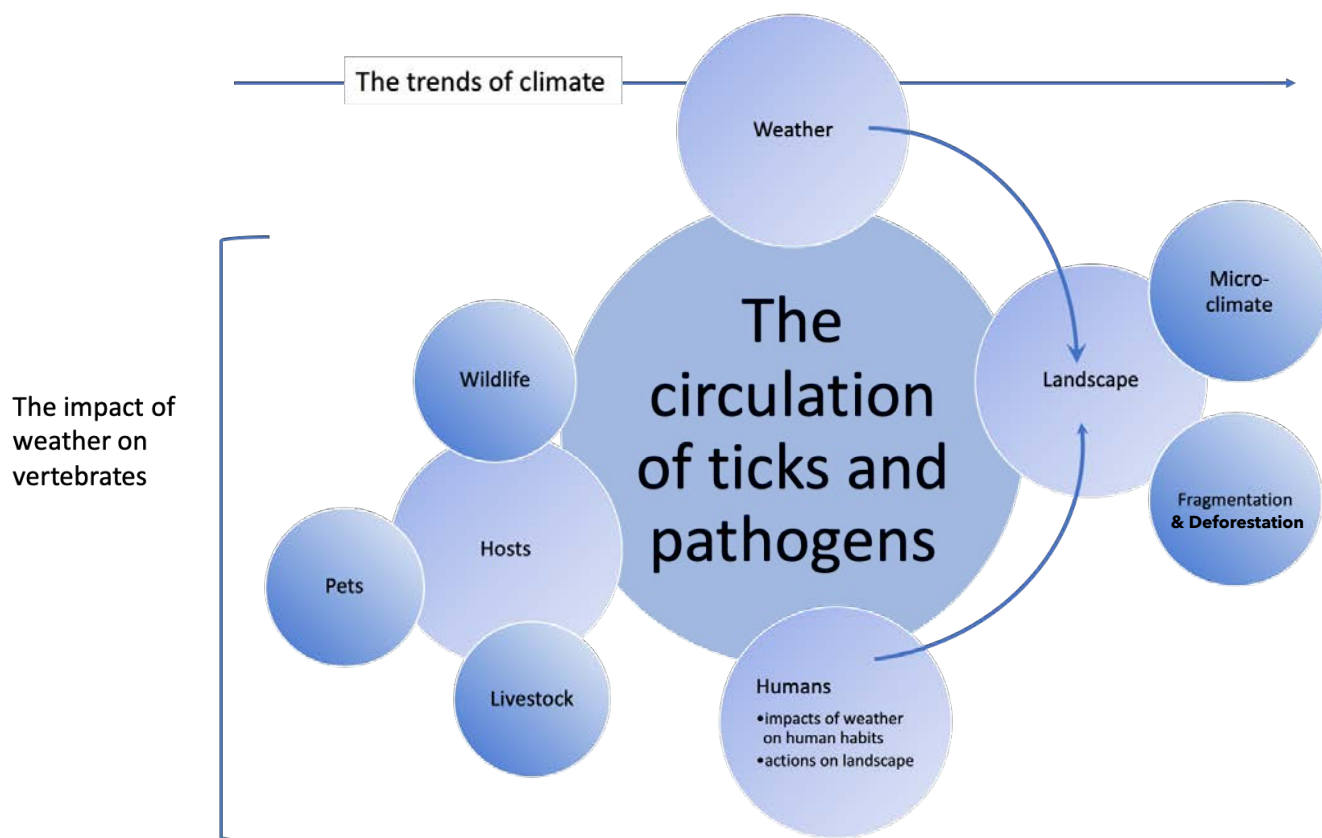 The trends of climate
Weather
The impact of
weather on
vertebrates
Wildlife
Hosts
Pets
Livestock
The
circulation
of ticks and
pathogens
Micro-
climate
Landscape
Fragmentation
& Deforestation
Humans
•impacts of weather
on human habits
•actions on landscape